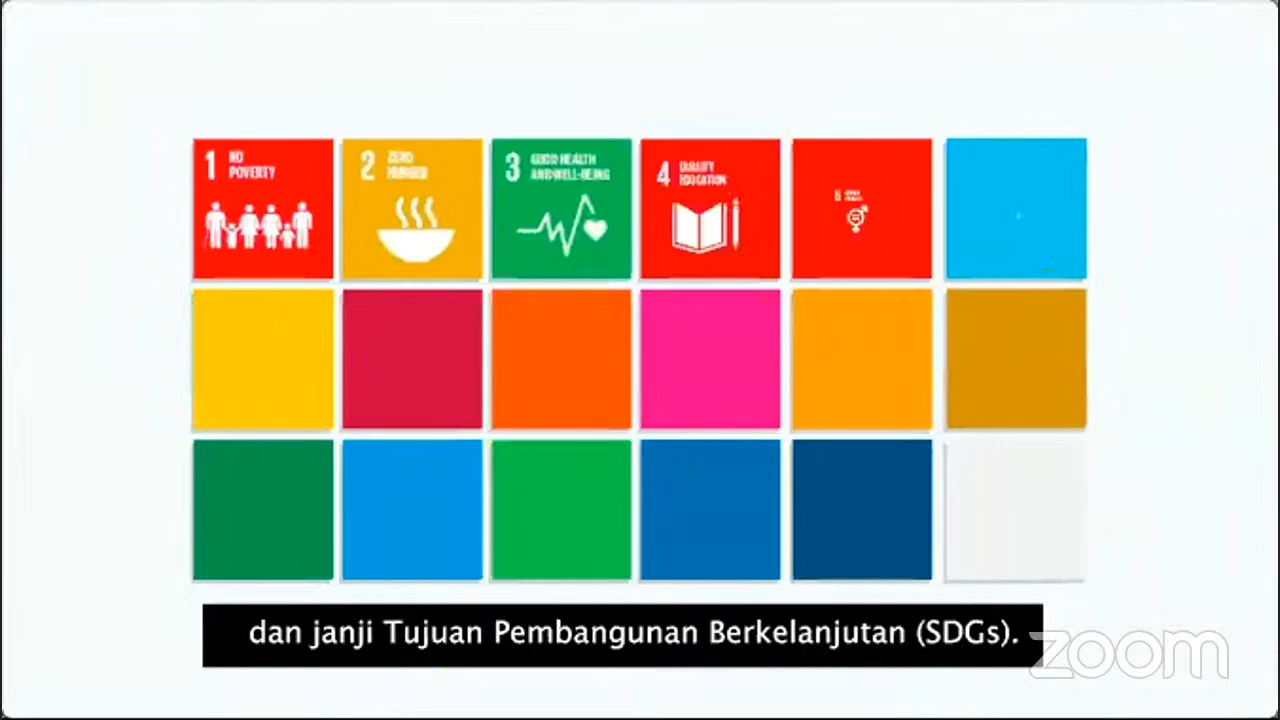 1 NO
POVERTY
2 ZERO
HUNGER
3 GOOD HEALTH
AND WELL-BEING
4 QUALITY
EDUCATION
5
dan janji Tujuan Pembangunan Berkelanjutan (SDGs).
zoom